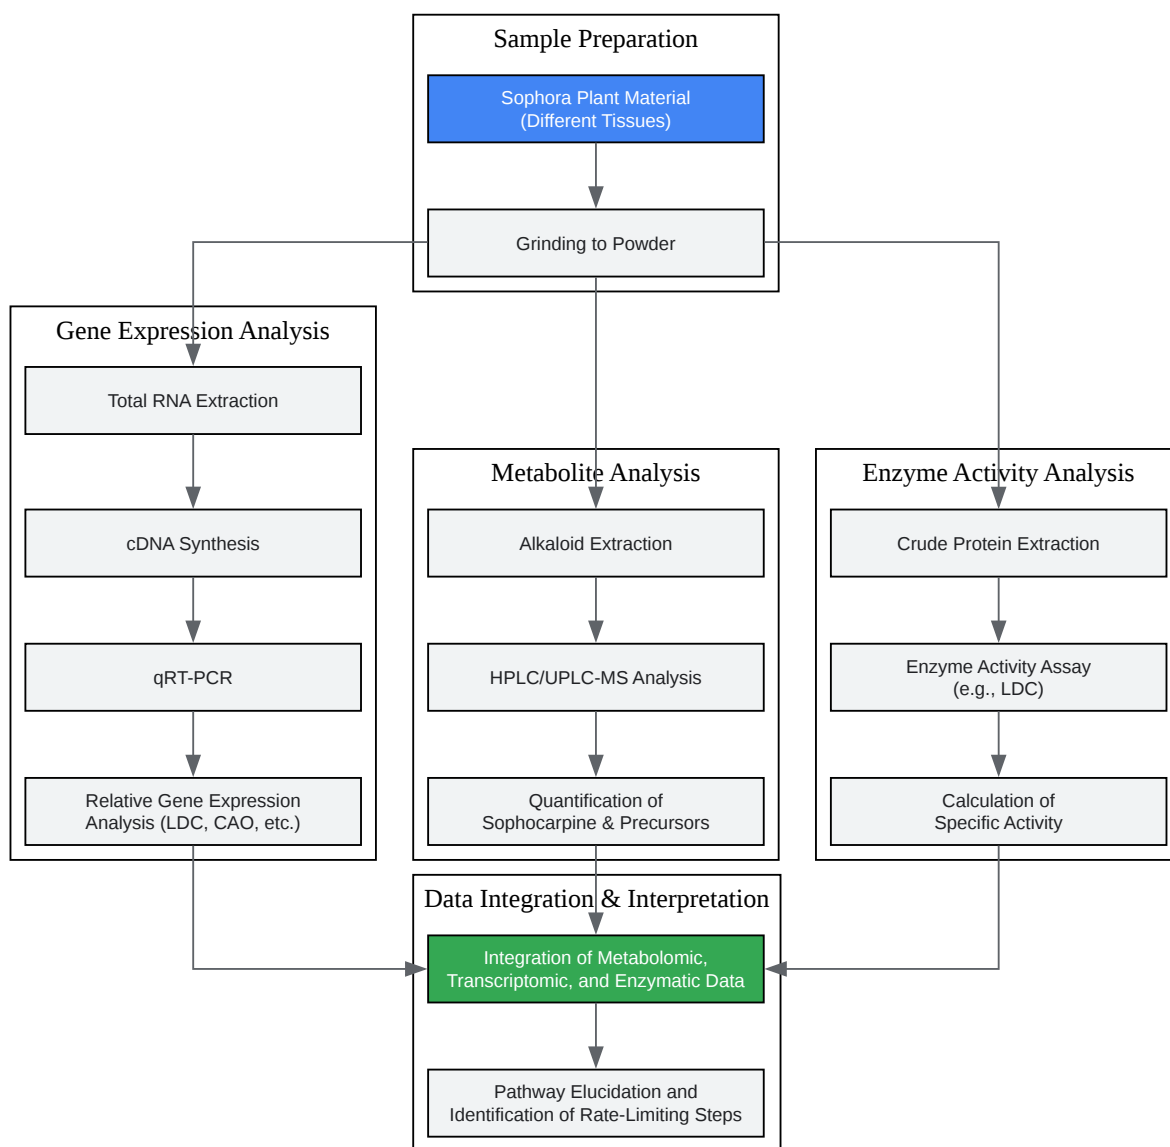 Sample Preparation
Sophora Plant Material
(Different Tissues)
Grinding to Powder
Gene Expression Analysis
Total RNA Extraction
cDNA Synthesis
qRT-PCR
Relative Gene Expression
Analysis (LDC, CAO, etc.)
Metabolite Analysis
Alkaloid Extraction
HPLC/UPLC-MS Analysis
Quantification of
Sophocarpine & Precursors
Enzyme Activity Analysis
Crude Protein Extraction
Enzyme Activity Assay
(e.g., LDC)
Calculation of
Specific Activity
Data Integration & Interpretation
Integration of Metabolomic,
Transcriptomic, and Enzymatic Data
Pathway Elucidation and
Identification of Rate-Limiting Steps